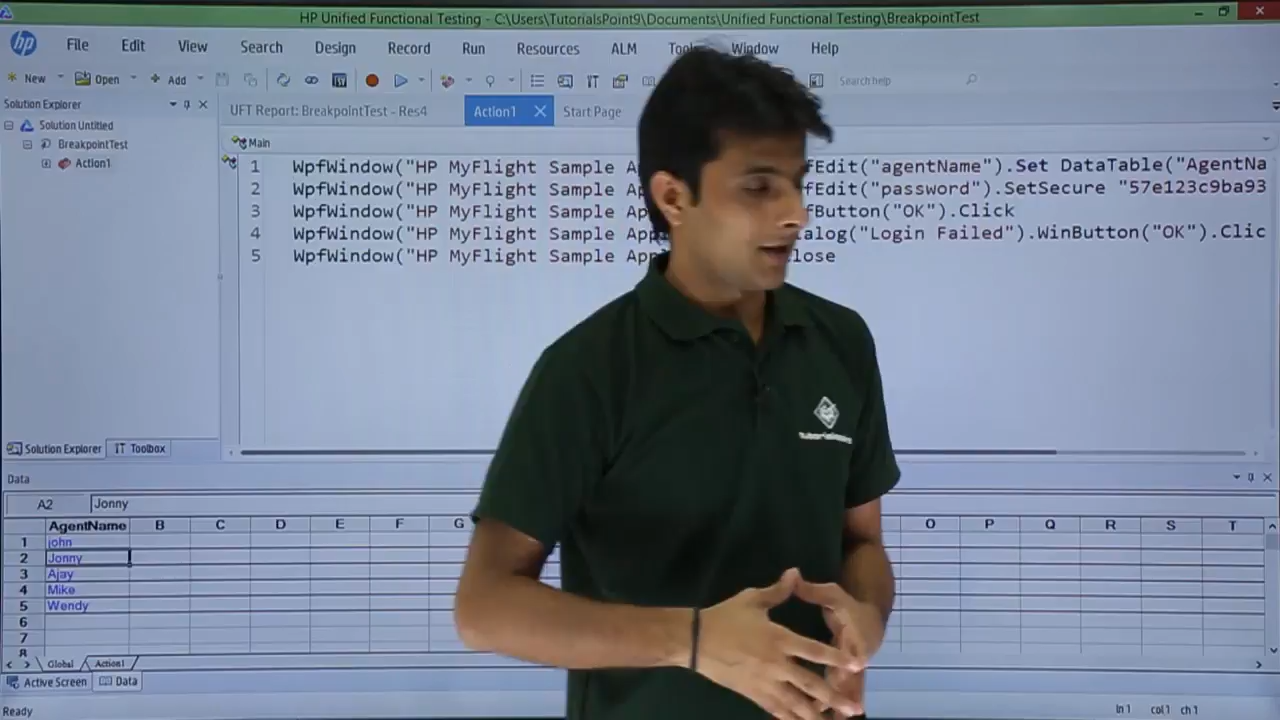 HP Unified Functional Testing - C:\Users\TutorialsPoint9\Documents\Unified Functional Testing\BreakpointTest
hp File Edit View Search Design Record Run Resources ALM Window Help
New Open Add Search help
Solution Explorer
UFT Report: BreakpointTest - Res4 Action1 Start Page
Solution Untitled
BreakpointTest
Action1
Main
1 WpfWindow("HP MyFlight Sample Ap fEdit("agentName").Set DataTable("AgentNa
2 WpfWindow("HP MyFlight Sample Ap fEdit("password").SetSecure "57e123c9ba93
3 WpfWindow("HP MyFlight Sample Ap fButton("OK").Click
4 WpfWindow("HP MyFlight Sample Ap alog("Login Failed").WinButton("OK").Clic
5 WpfWindow("HP MyFlight Sample App lose
Solution Explorer Toolbox
Data
A2 Jonny
AgentName B C D E F G O P Q R S T
1 john
2 Jonny
3 Ajay
4 Mike
5 Wendy
6
7
8
Global Action1
Active Screen Data
Ready ln 1 col 1 ch 1